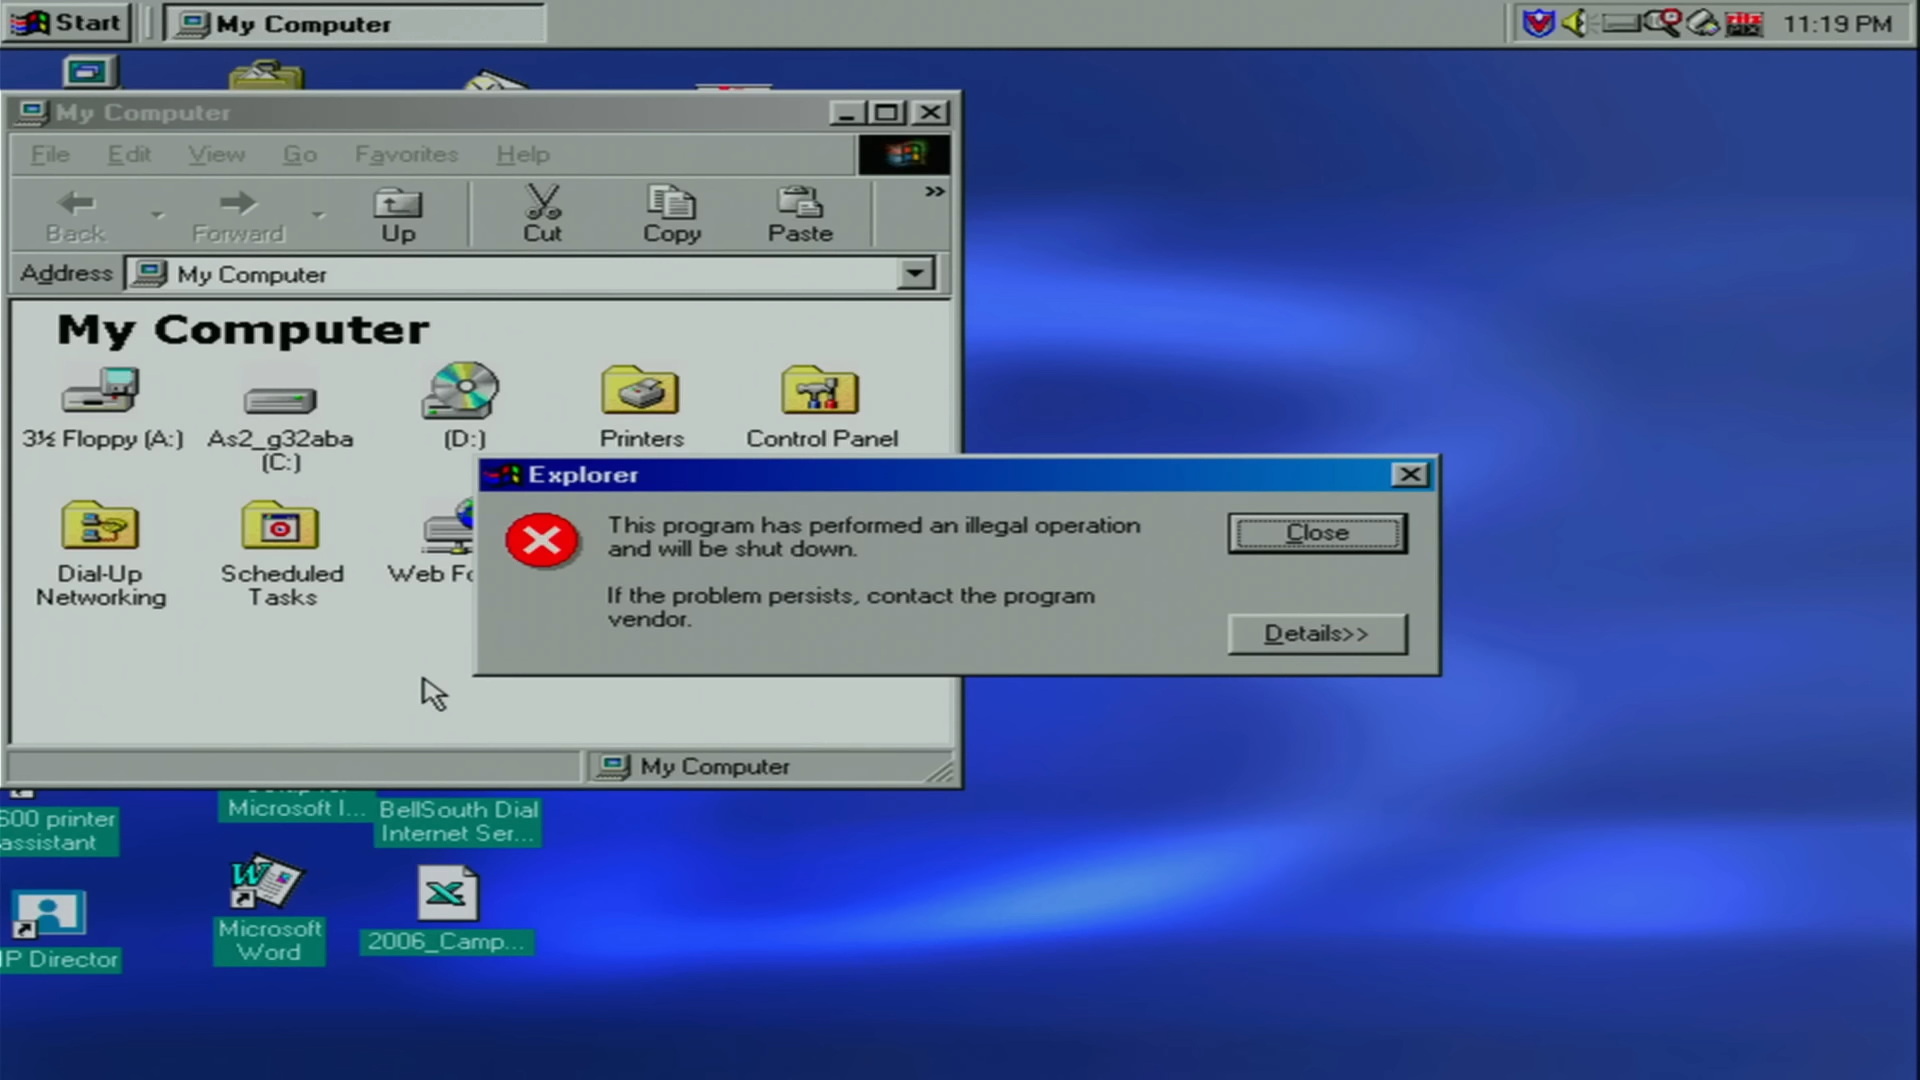 Start
My Computer
11:19 PM
My Computer
File Edit View Go Favorites Help
Back Forward Up Cut Copy Paste
Address My Computer
My Computer
3½ Floppy (A:)
As2_g32aba
(C:)
(D:)
Printers
Control Panel
Dial-Up
Networking
Scheduled
Tasks
Web Fo
Explorer
This program has performed an illegal operation
and will be shut down.
If the problem persists, contact the program
vendor.
Close
Details>>
My Computer
600 printer
assistant
Microsoft I...
BellSouth Dial
Internet Ser...
IP Director
Microsoft
Word
2006_Camp...